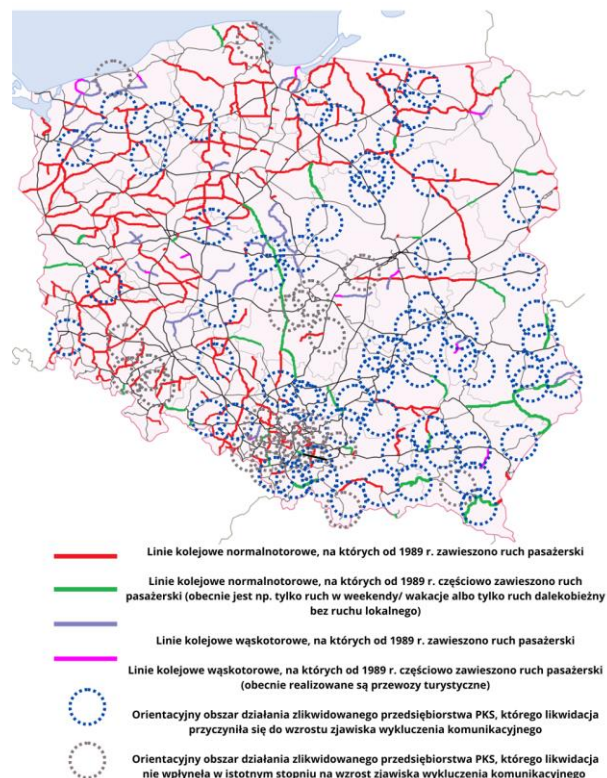 Linie kolejowe normalnotorowe, na których od 1989 r. zawieszono ruch pasażerski
Linie kolejowe normalnotorowe, na których od 1989 r. częściowo zawieszono ruch
pasażerski (obecnie jest np. tylko ruch w weekendy/ wakacje albo tylko ruch dalekobieżny
bez ruchu lokalnego)
Linie kolejowe wąskotorowe, na których od 1989 r. zawieszono ruch pasażerski
Linie kolejowe wąskotorowe, na których od 1989 r. częściowo zawieszono ruch pasażerski
(obecnie realizowane są przewozy turystyczne)
Orientacyjny obszar działania zlikwidowanego przedsiębiorstwa PKS, którego likwidacja
przyczyniła się do wzrostu zjawiska wykluczenia komunikacyjnego
Orientacyjny obszar działania zlikwidowanego przedsiębiorstwa PKS, którego likwidacja
nie wpłyneła w istotnym stopniu na wzrost zjawiska wykluczenia komunikacyjnego